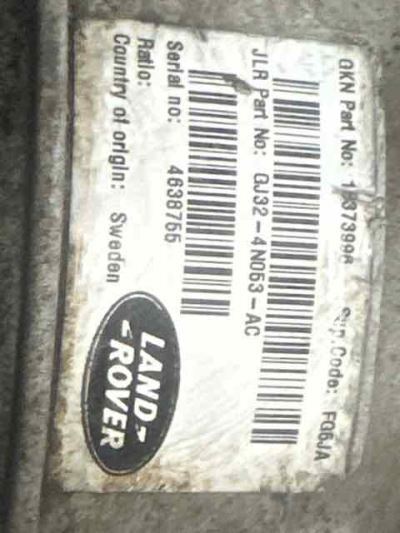 GKN Part No: Sup.Code: FQ6JA
JLR Part No: GJ32-4N053-AC
Serial no: 4638755
Ratio:
Country of origin: Sweden
LAND
ROVER